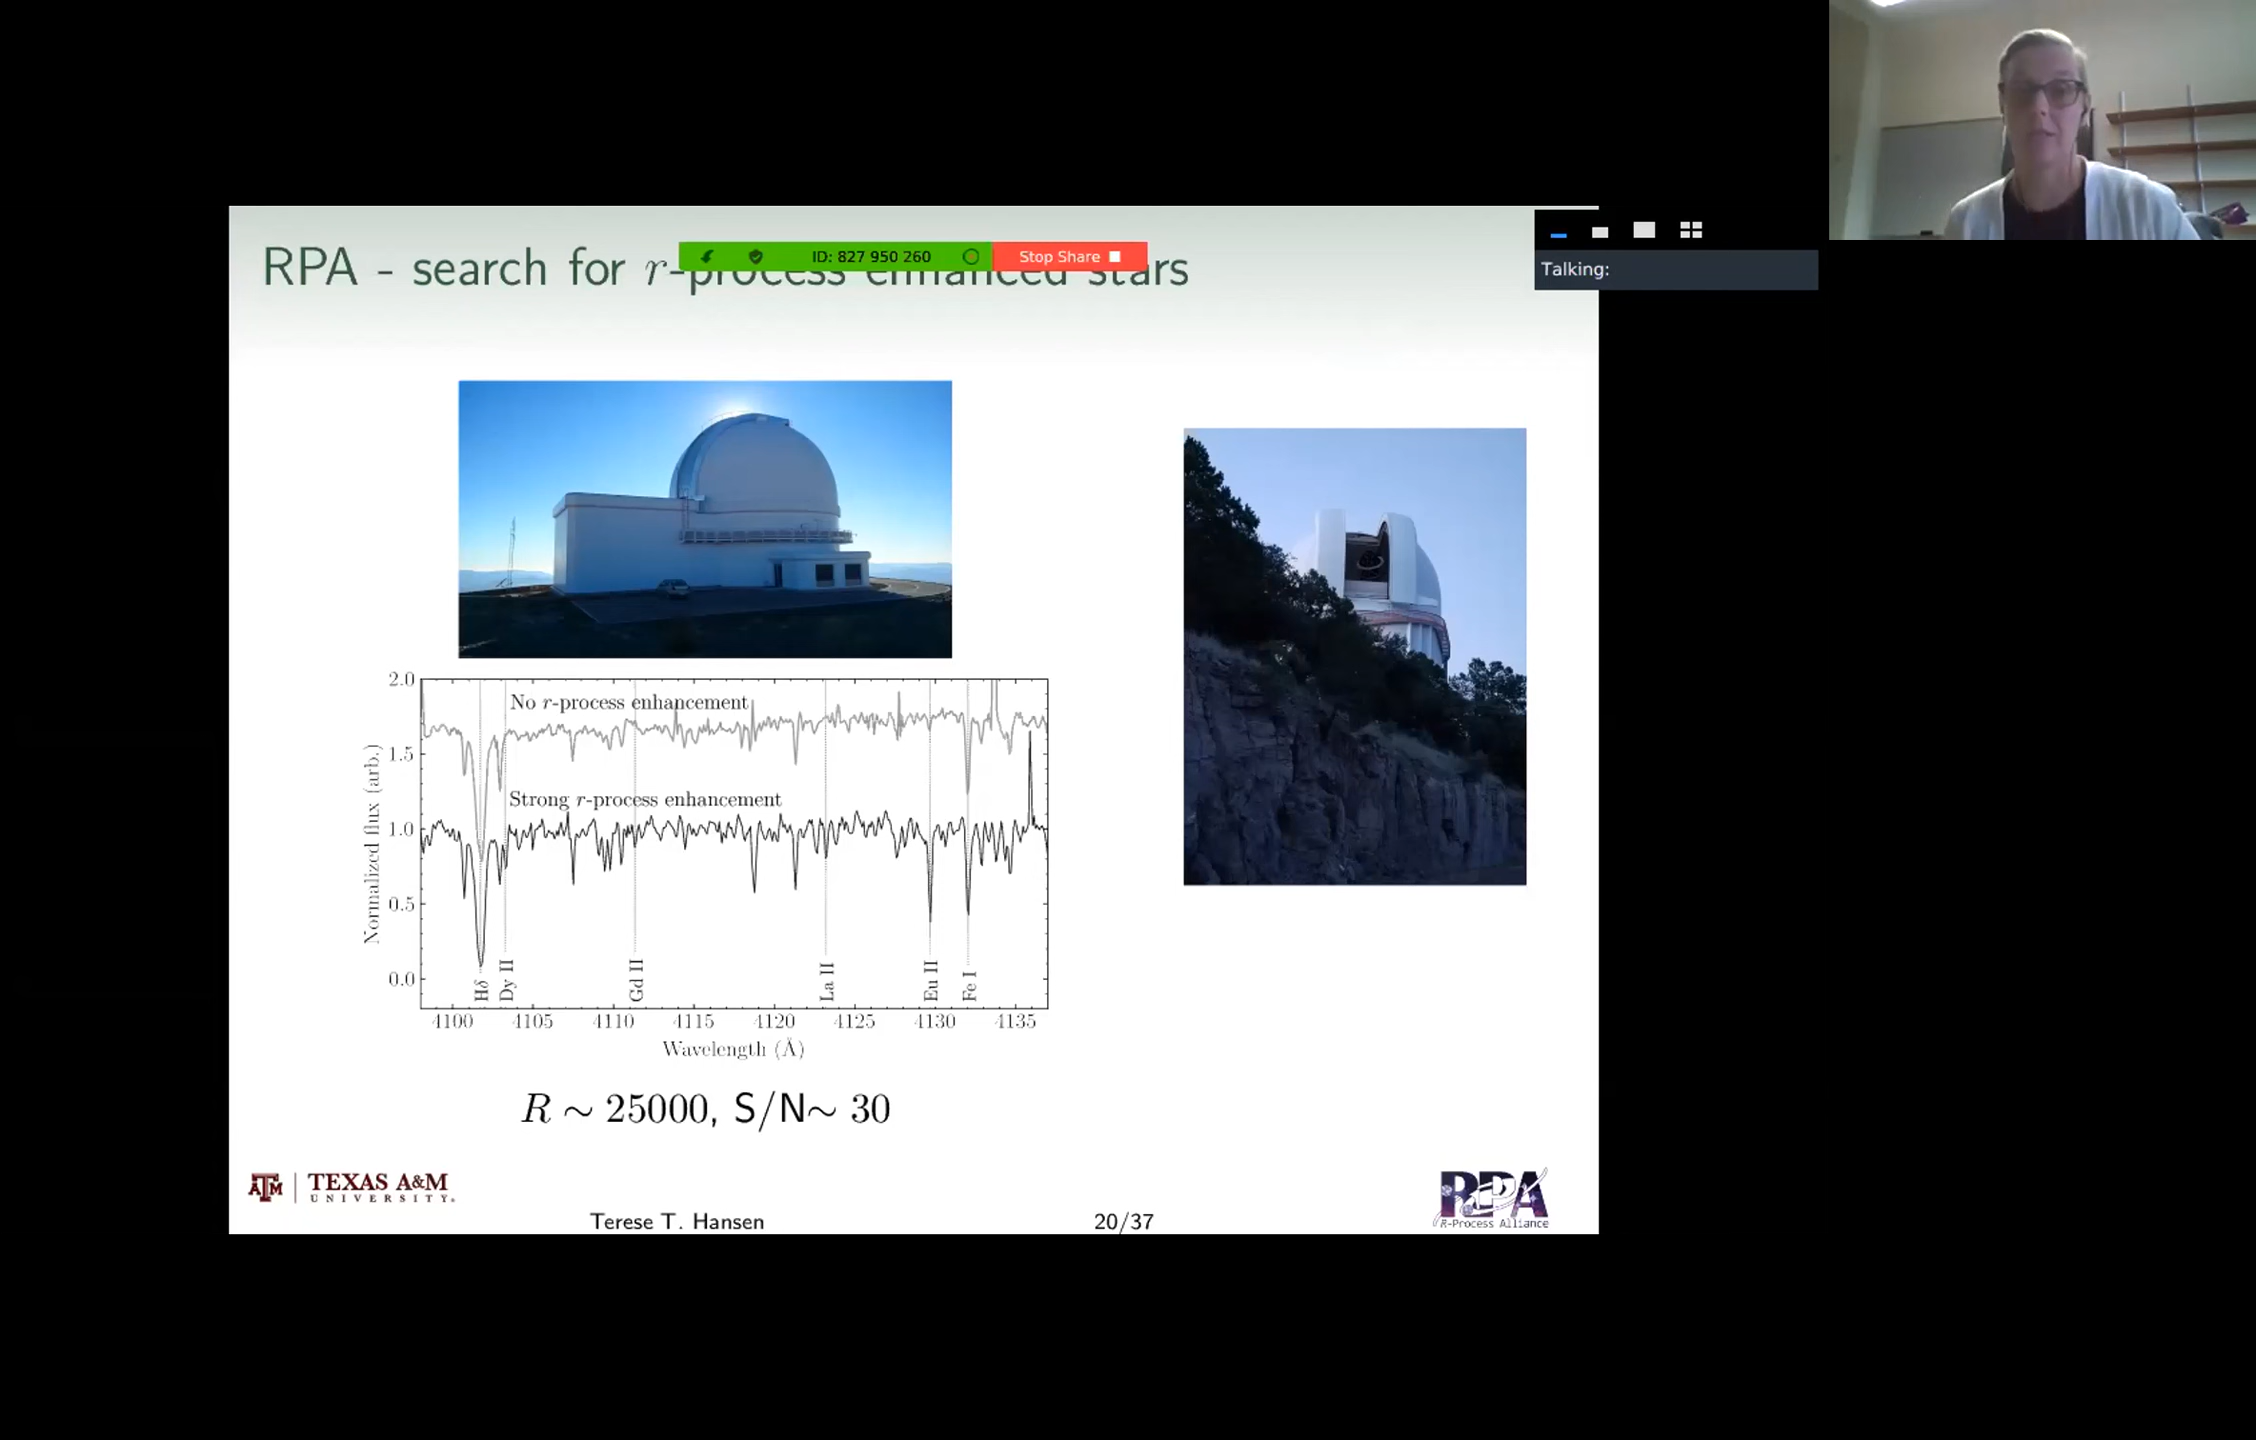 RPA - search for r-process enhanced stars
ID: 827 950 260
Stop Share
Talking:
2.0
1.5
1.0
0.5
0.0
Normalized flux (arb.)
No r-process enhancement
Strong r-process enhancement
Hδ
Dy II
Gd II
La II
Eu II
Fe I
4100 4105 4110 4115 4120 4125 4130 4135
Wavelength (Å)
R ∼ 25000, S/N∼ 30
ATM
TEXAS A&M
UNIVERSITY.
Terese T. Hansen
20/37
RPA
R-Process Alliance